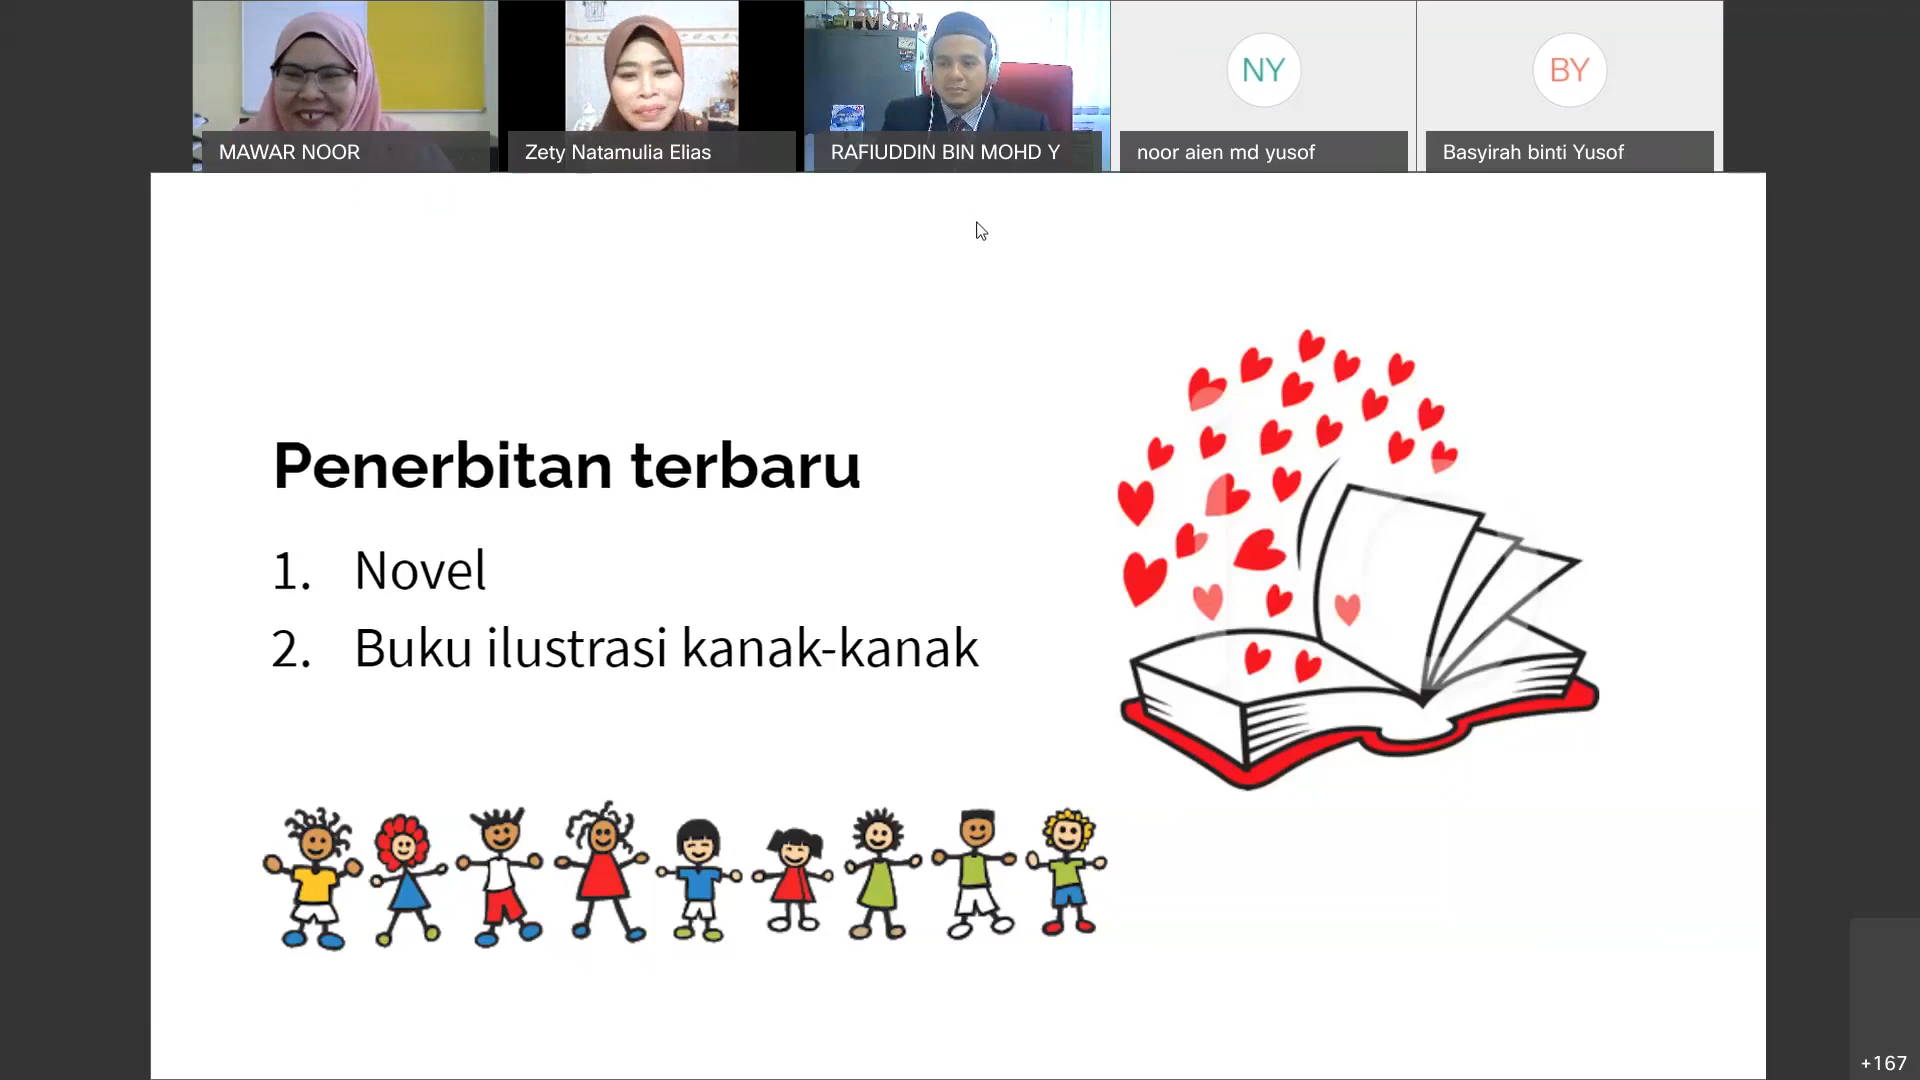 MAWAR NOOR
Zety Natamulia Elias
RAFIUDDIN BIN MOHD Y
NY
noor aien md yusof
BY
Basyirah binti Yusof
Penerbitan terbaru
1. Novel
2. Buku ilustrasi kanak-kanak
+167